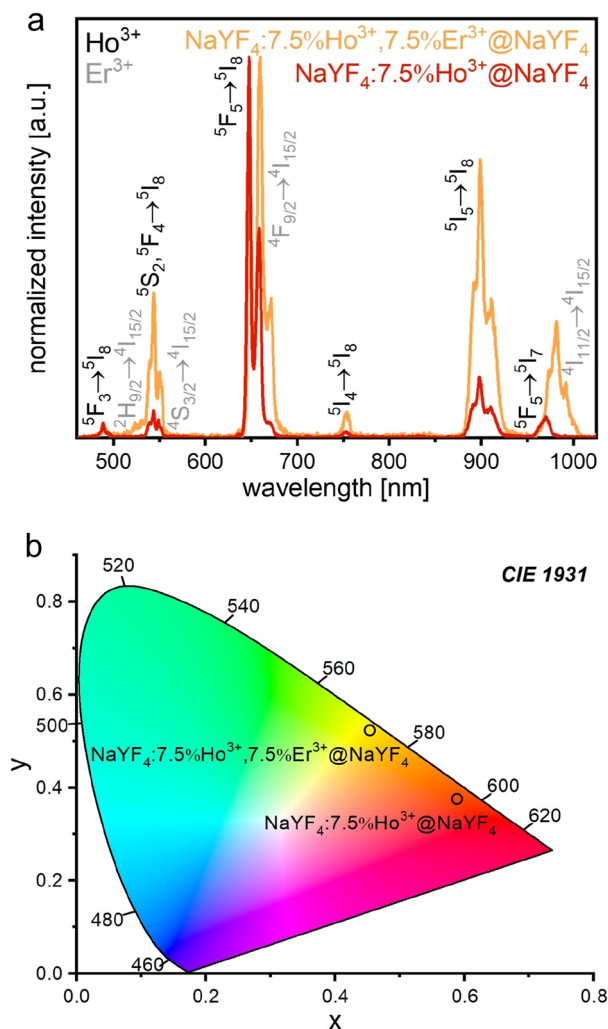 a
Ho³⁺
Er³⁺
NaYF₄:7.5%Ho³⁺,7.5%Er³⁺@NaYF₄
NaYF₄:7.5%Ho³⁺@NaYF₄
normalized intensity [a.u.]
⁵F₃→⁵I₈
²H₉/₂→⁴I₁₅/₂
⁵S₂, ⁵F₄→⁵I₈
⁴S₃/₂→⁴I₁₅/₂
⁵F₅→⁵I₈
⁴F₉/₂→⁴I₁₅/₂
⁵I₄→⁵I₈
⁵I₅→⁵I₈
⁵F₅→⁵I₇
⁴I₁₁/₂→⁴I₁₅/₂
500 600 700 800 900 1000
wavelength [nm]
b
CIE 1931
y
0.8
0.6
0.4
0.2
0.0
520
540
560
500
580
NaYF₄:7.5%Ho³⁺,7.5%Er³⁺@NaYF₄
600
NaYF₄:7.5%Ho³⁺@NaYF₄
620
480
460
0.0 0.2 0.4 0.6 0.8
x